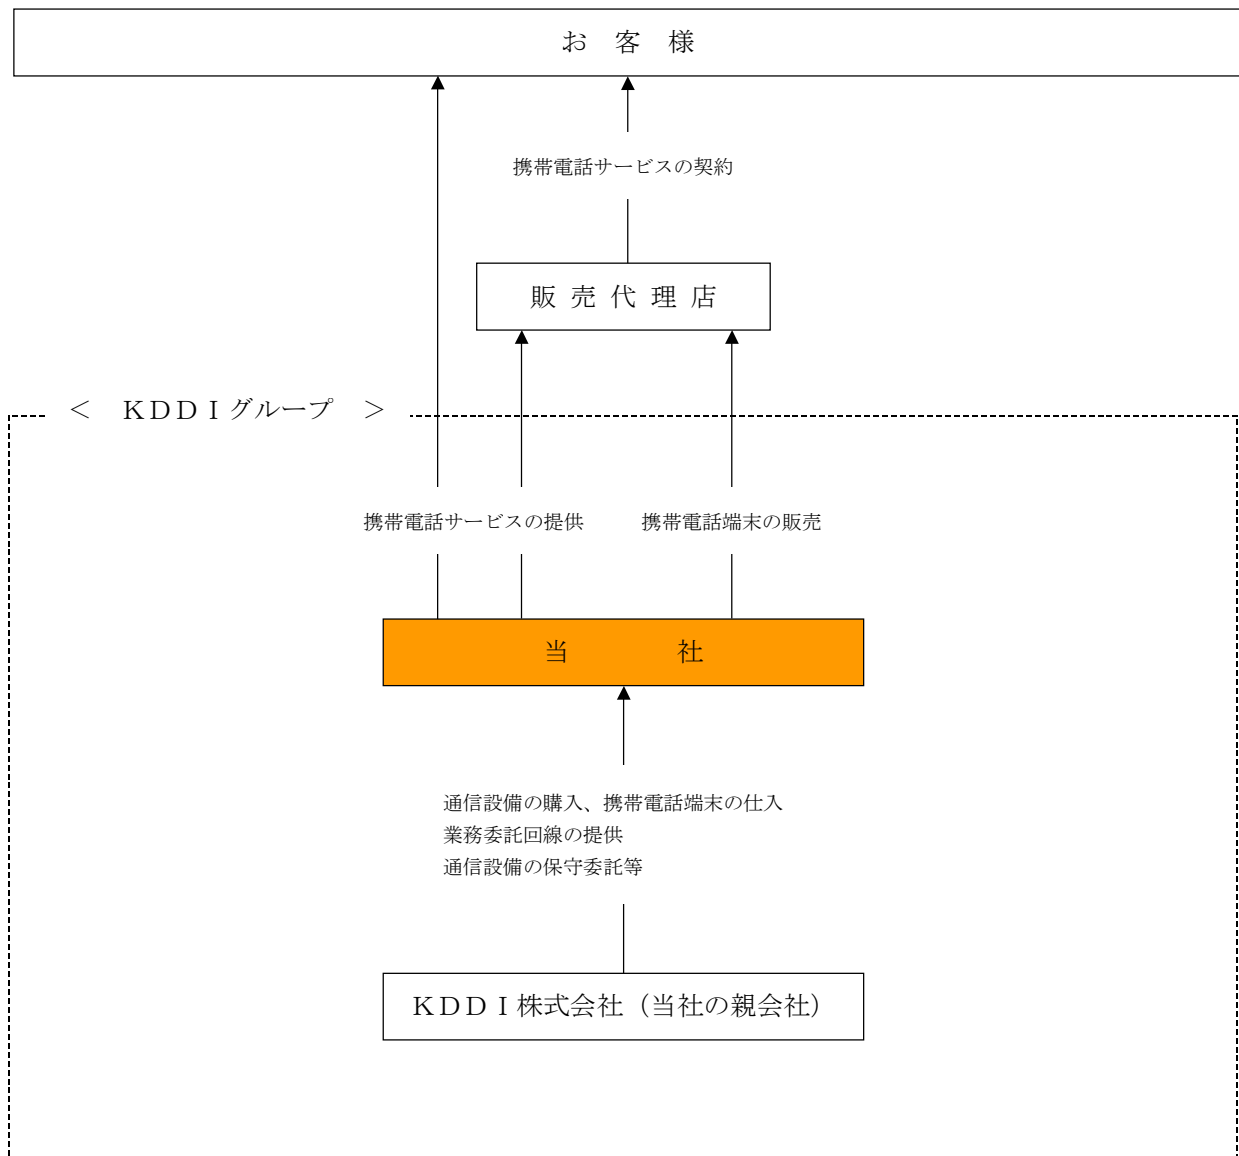 お　客　様
携帯電話サービスの契約
販 売 代 理 店
＜　ＫＤＤＩグループ　＞
携帯電話サービスの提供
携帯電話端末の販売
当　　　　社
通信設備の購入、携帯電話端末の仕入
業務委託回線の提供
通信設備の保守委託等
ＫＤＤＩ株式会社（当社の親会社）